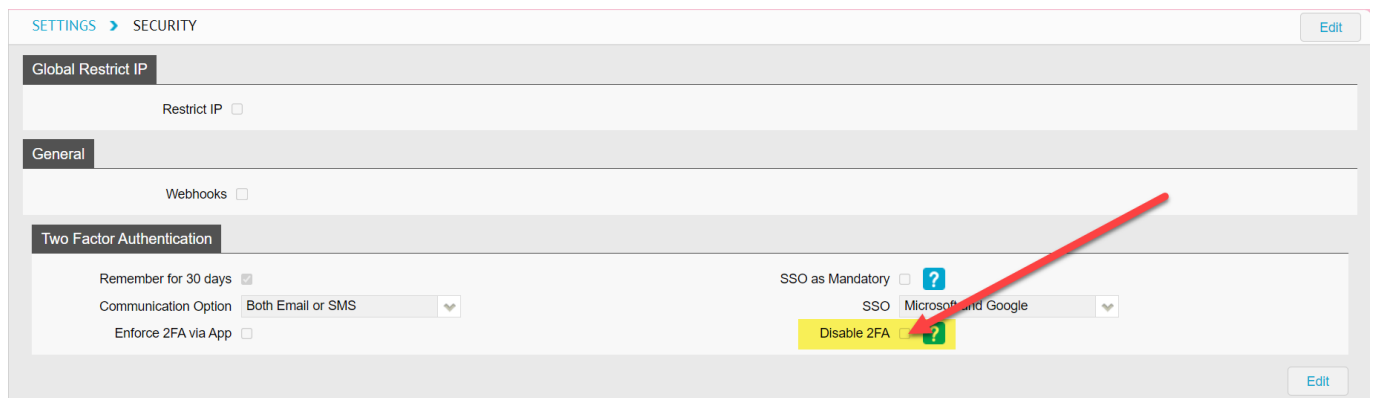 SETTINGS > SECURITY
Edit
Global Restrict IP
Restrict IP
General
Webhooks
Two Factor Authentication
Remember for 30 days
SSO as Mandatory ?
Communication Option Both Email or SMS
SSO Microsoft and Google
Enforce 2FA via App
Disable 2FA ?
Edit